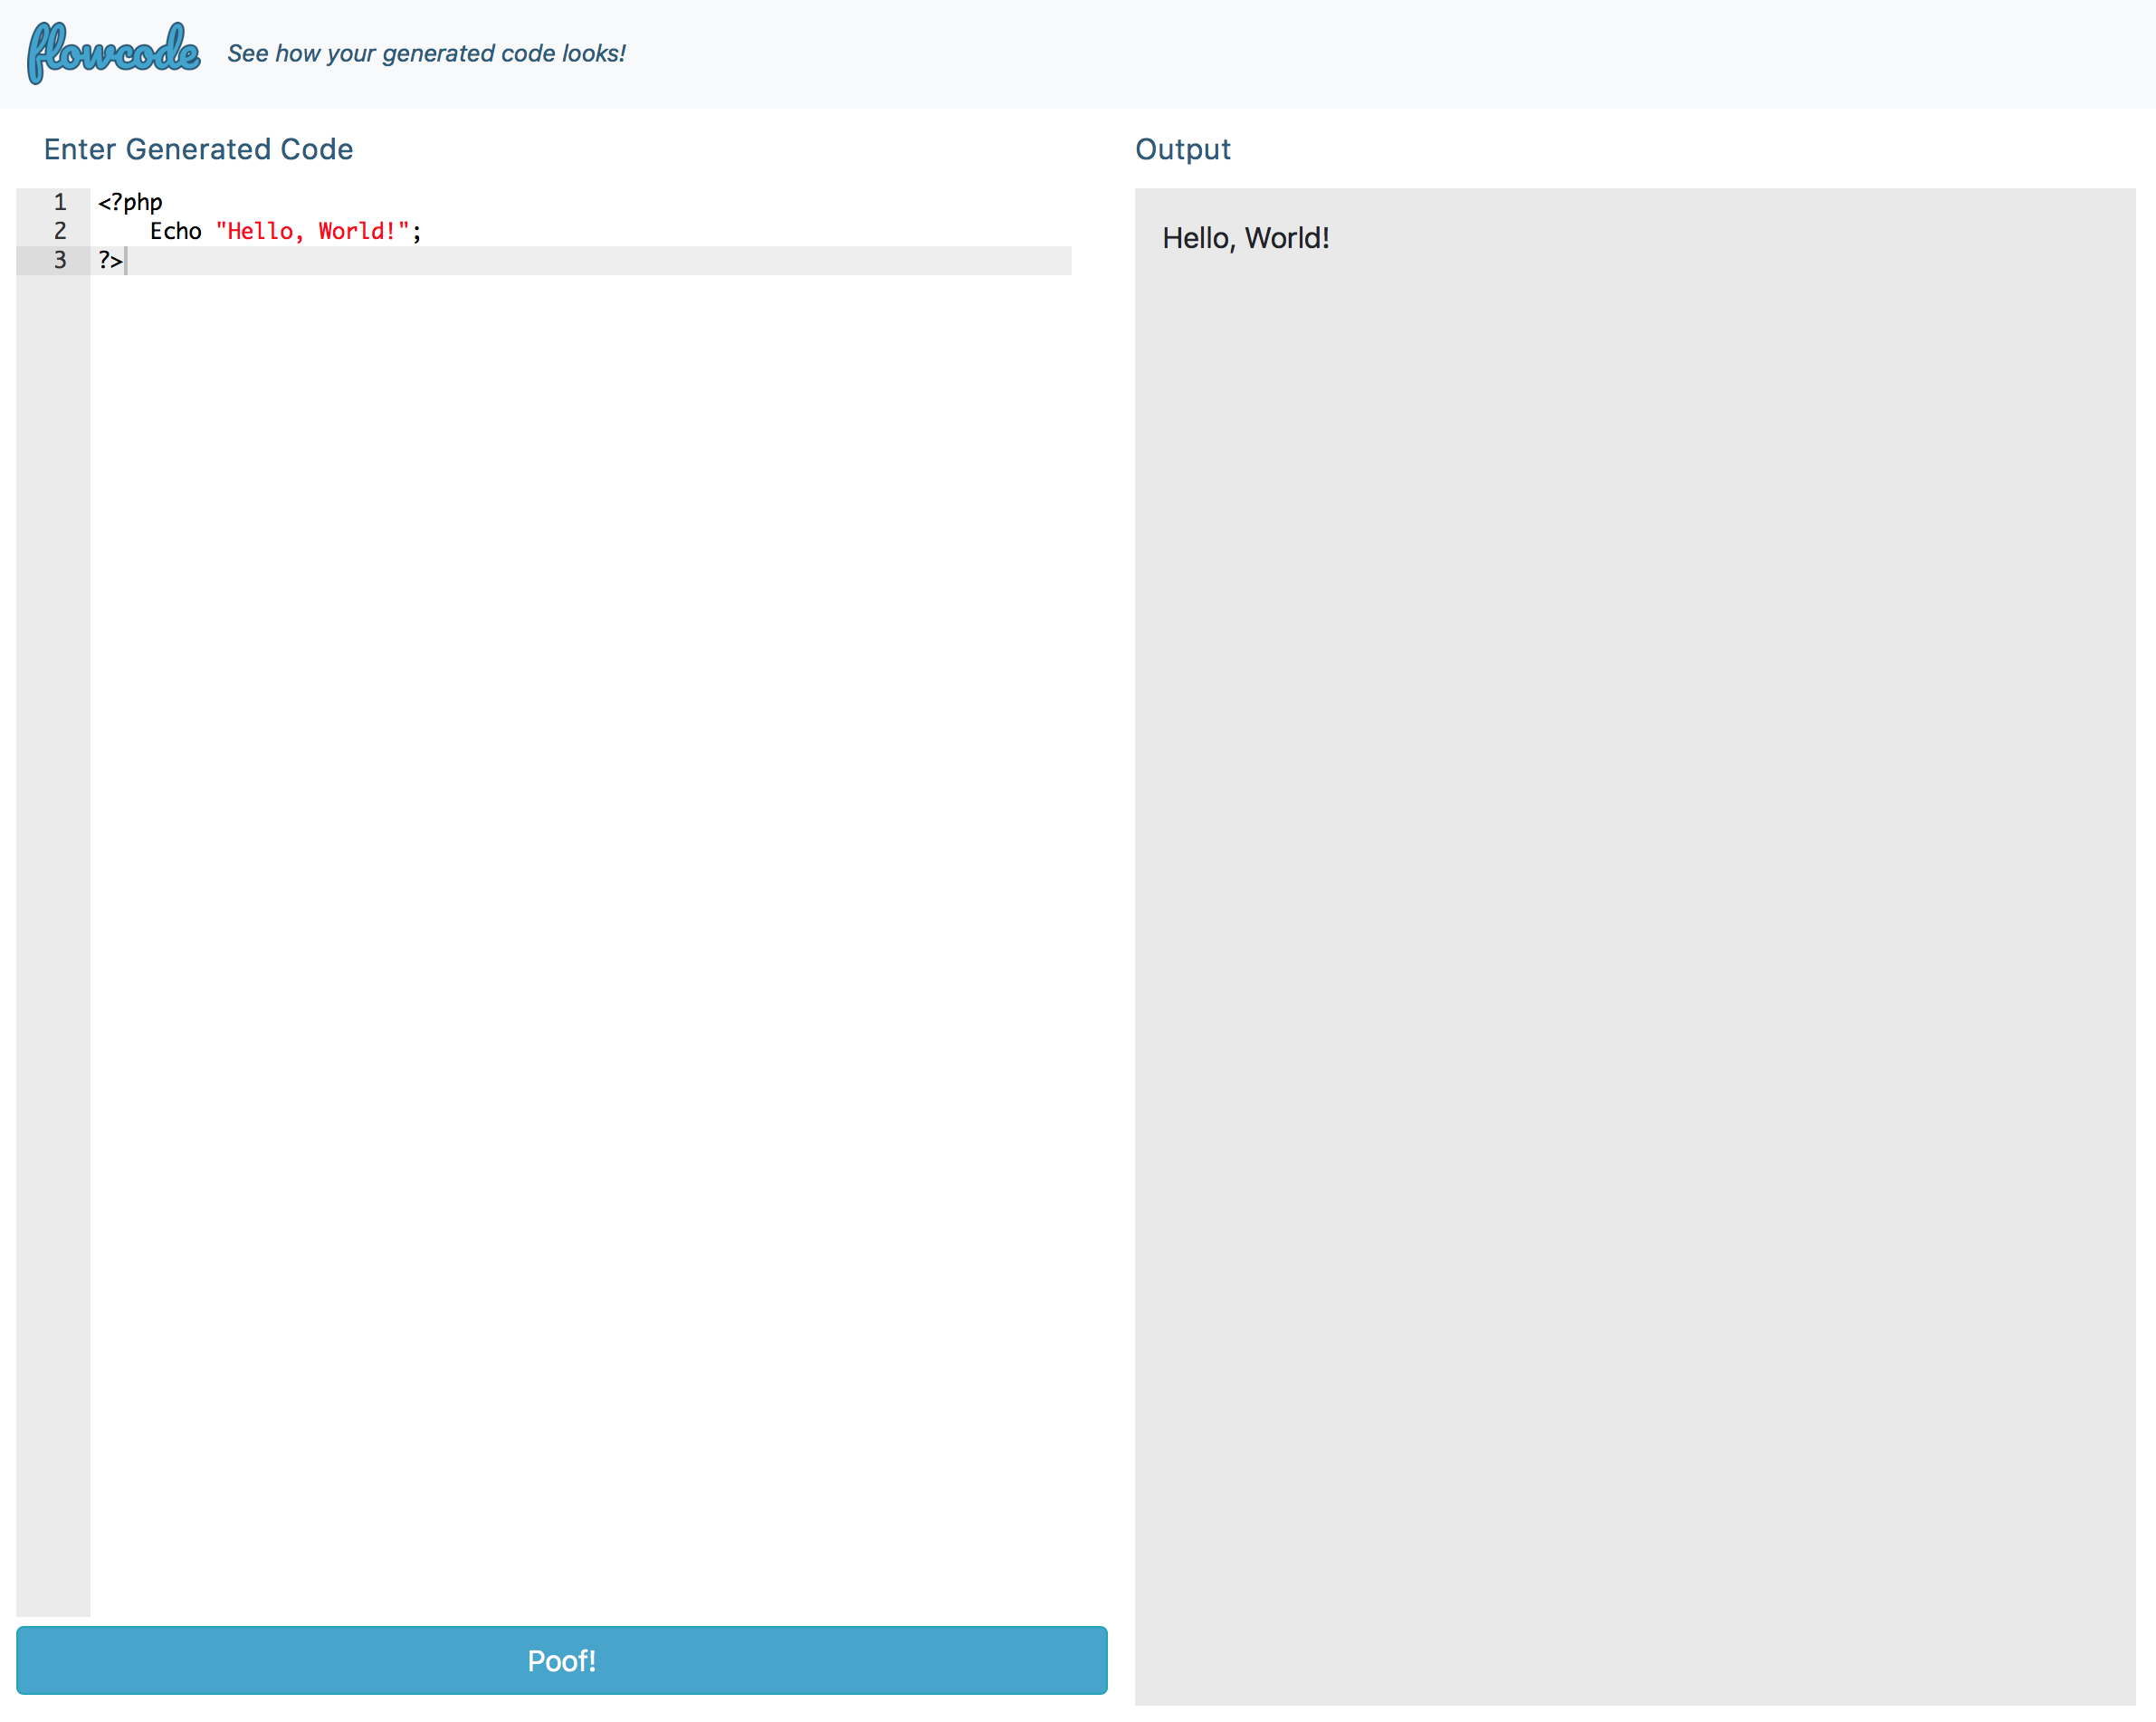 flowcode See how your generated code looks!
Enter Generated Code
1 <?php
2     Echo "Hello, World!";
3 ?>
Poof!
Output
Hello, World!